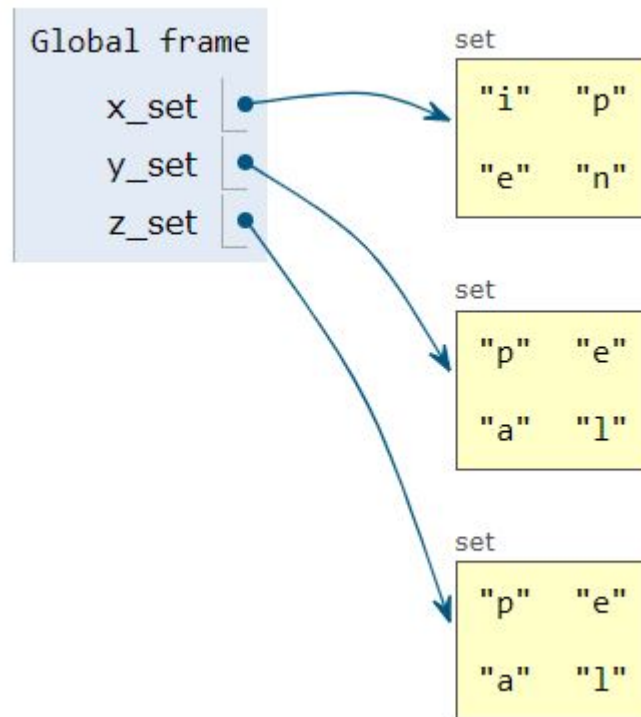 Global frame
x_set
y_set
z_set
set
"i" "p"
"e" "n"
set
"p" "e"
"a" "l"
set
"p" "e"
"a" "l"